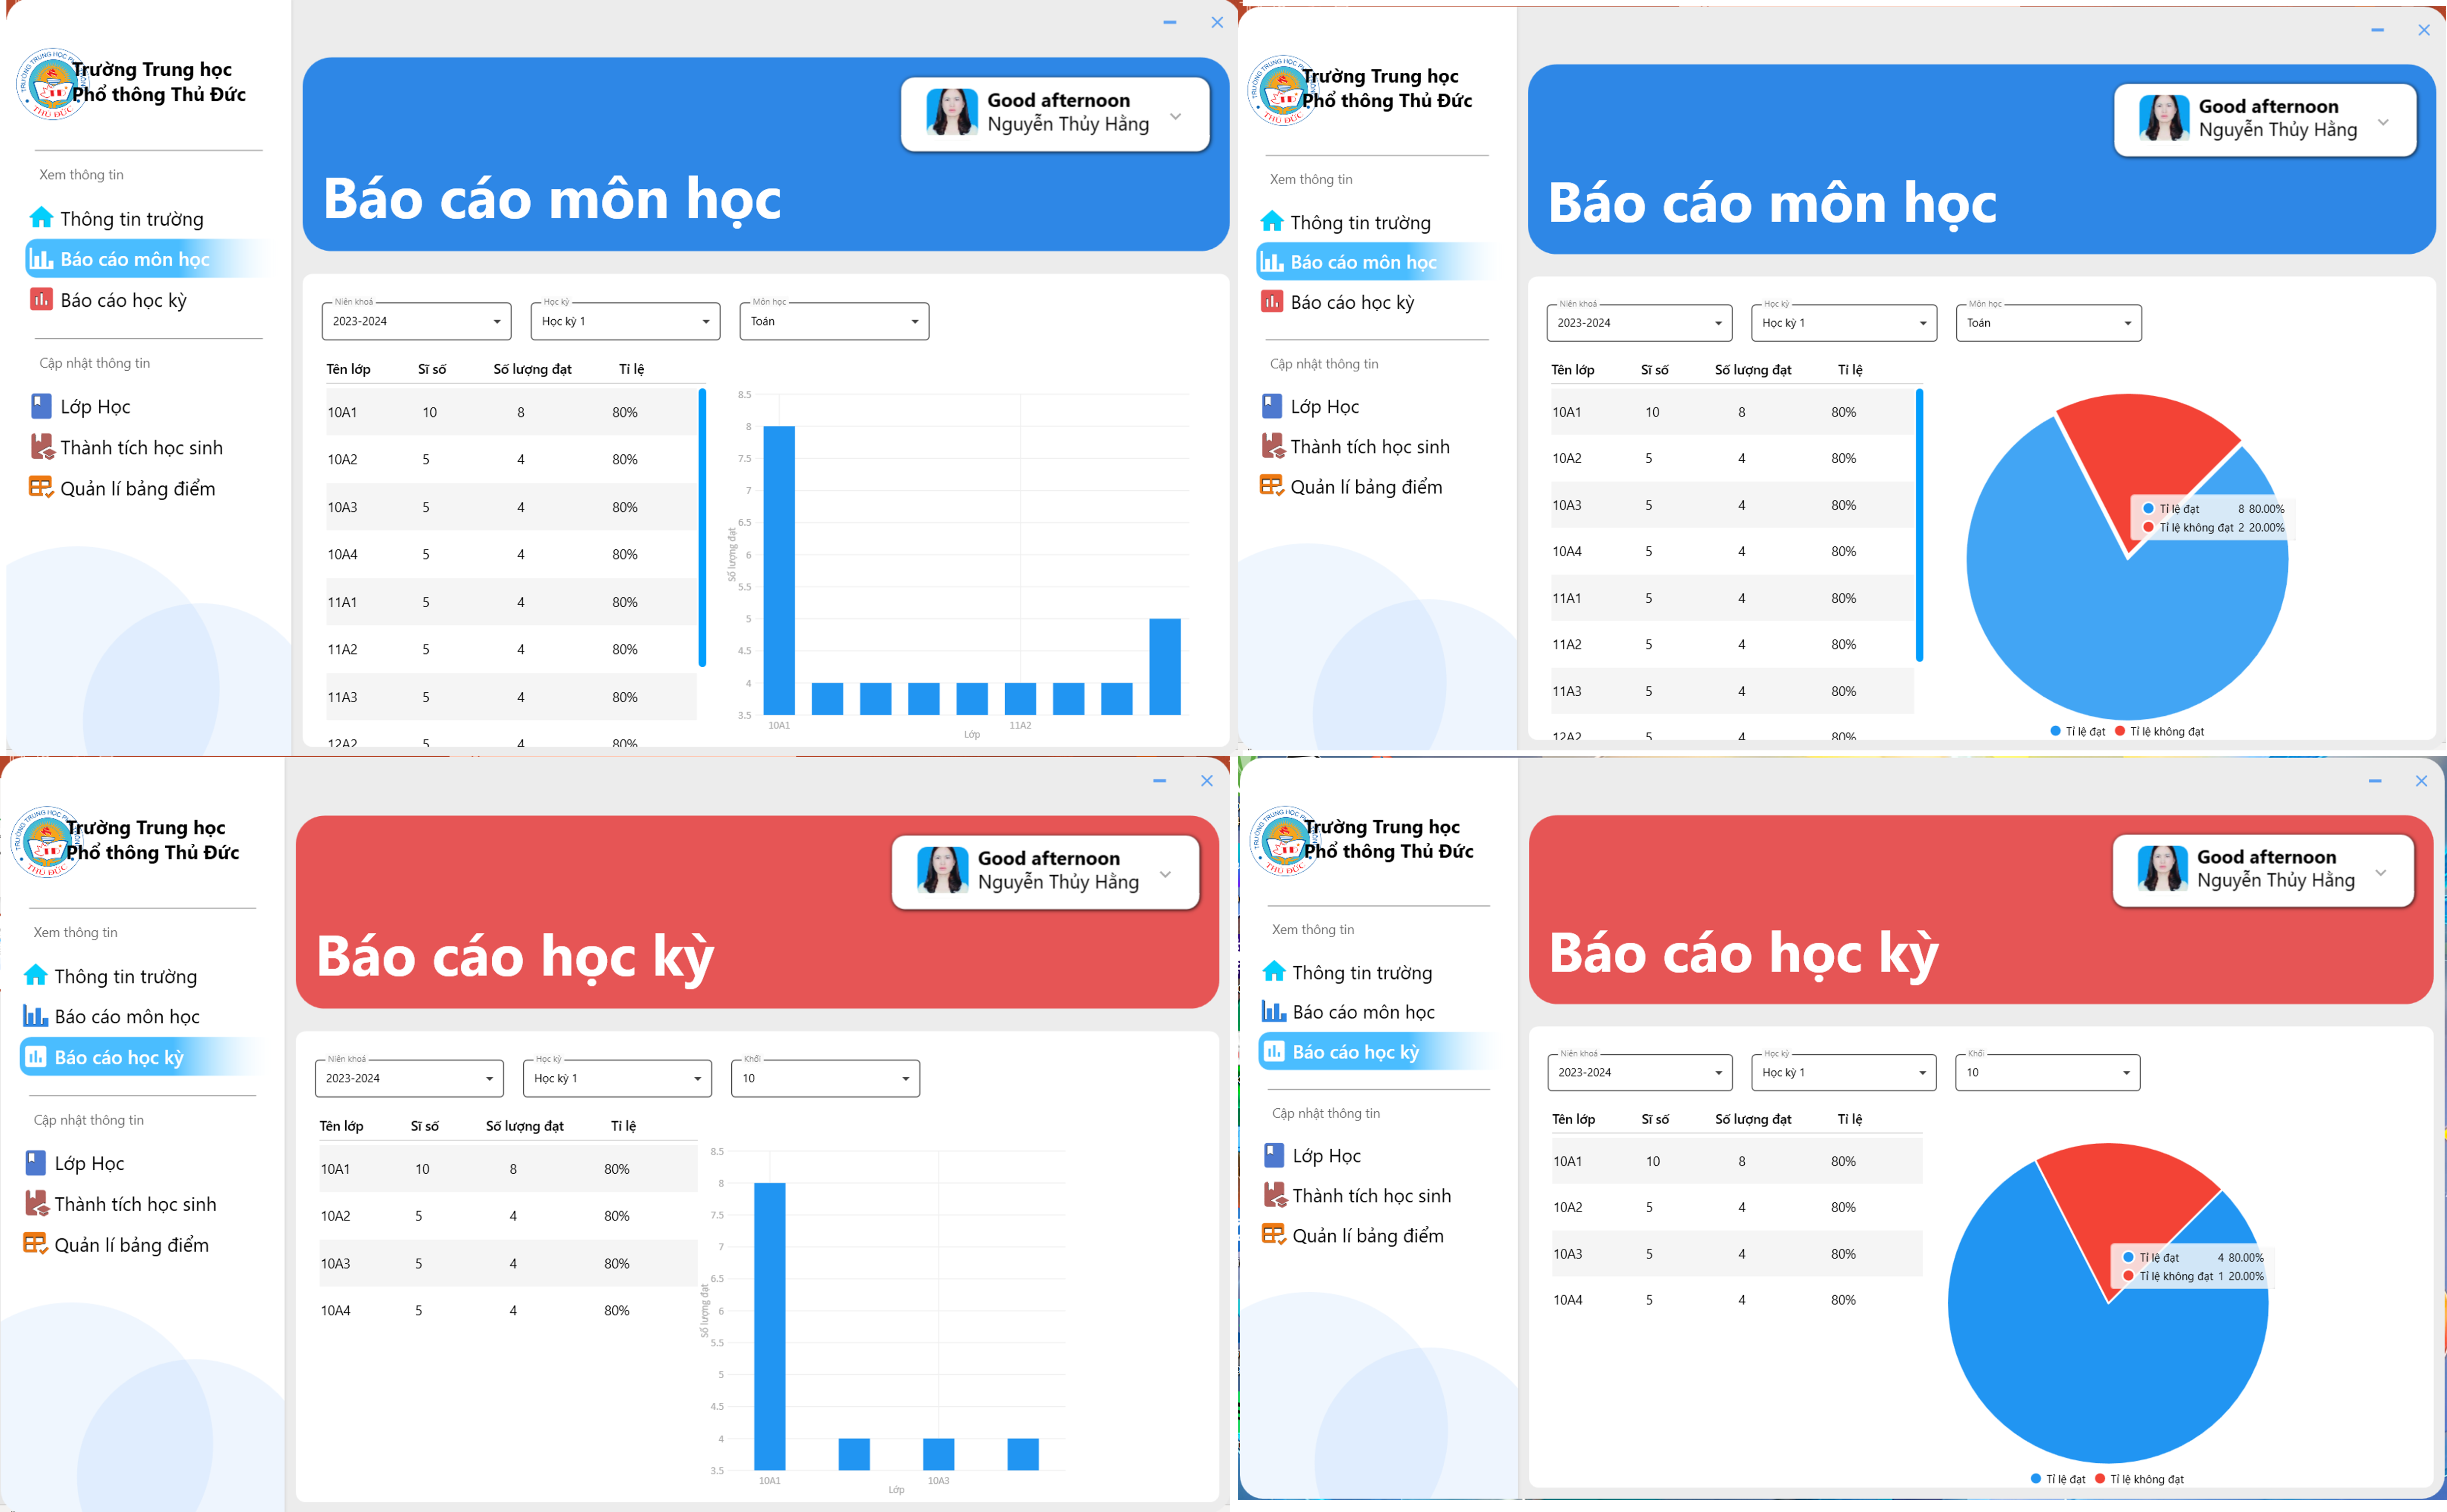 Trường Trung học
Phổ thông Thủ Đức
Xem thông tin
Thông tin trường
Báo cáo môn học
Báo cáo học kỳ
Cập nhật thông tin
Lớp Học
Thành tích học sinh
Quản lí bảng điểm
Good afternoon
Nguyễn Thủy Hằng
Báo cáo môn học
Niên khoá
2023-2024
Học kỳ
Học kỳ 1
Môn học
Toán
Tên lớp Sĩ số Số lượng đạt Tỉ lệ
10A1 10 8 80%
10A2 5 4 80%
10A3 5 4 80%
10A4 5 4 80%
11A1 5 4 80%
11A2 5 4 80%
11A3 5 4 80%
12A2 5 4 80%
8.5
8
7.5
7
6.5
6
5.5
5
4.5
4
3.5
Số lượng đạt
10A1 11A2
Lớp
Trường Trung học
Phổ thông Thủ Đức
Xem thông tin
Thông tin trường
Báo cáo môn học
Báo cáo học kỳ
Cập nhật thông tin
Lớp Học
Thành tích học sinh
Quản lí bảng điểm
Good afternoon
Nguyễn Thủy Hằng
Báo cáo môn học
Niên khoá
2023-2024
Học kỳ
Học kỳ 1
Môn học
Toán
Tên lớp Sĩ số Số lượng đạt Tỉ lệ
10A1 10 8 80%
10A2 5 4 80%
10A3 5 4 80%
10A4 5 4 80%
11A1 5 4 80%
11A2 5 4 80%
11A3 5 4 80%
12A2 5 4 80%
Tỉ lệ đạt 8 80.00%
Tỉ lệ không đạt 2 20.00%
Tỉ lệ đạt Tỉ lệ không đạt
Trường Trung học
Phổ thông Thủ Đức
Xem thông tin
Thông tin trường
Báo cáo môn học
Báo cáo học kỳ
Cập nhật thông tin
Lớp Học
Thành tích học sinh
Quản lí bảng điểm
Good afternoon
Nguyễn Thủy Hằng
Báo cáo học kỳ
Niên khoá
2023-2024
Học kỳ
Học kỳ 1
Khối
10
Tên lớp Sĩ số Số lượng đạt Tỉ lệ
10A1 10 8 80%
10A2 5 4 80%
10A3 5 4 80%
10A4 5 4 80%
8.5
8
7.5
7
6.5
6
5.5
5
4.5
4
3.5
Số lượng đạt
10A1 10A3
Lớp
Trường Trung học
Phổ thông Thủ Đức
Xem thông tin
Thông tin trường
Báo cáo môn học
Báo cáo học kỳ
Cập nhật thông tin
Lớp Học
Thành tích học sinh
Quản lí bảng điểm
Good afternoon
Nguyễn Thủy Hằng
Báo cáo học kỳ
Niên khoá
2023-2024
Học kỳ
Học kỳ 1
Khối
10
Tên lớp Sĩ số Số lượng đạt Tỉ lệ
10A1 10 8 80%
10A2 5 4 80%
10A3 5 4 80%
10A4 5 4 80%
Tỉ lệ đạt 4 80.00%
Tỉ lệ không đạt 1 20.00%
Tỉ lệ đạt Tỉ lệ không đạt